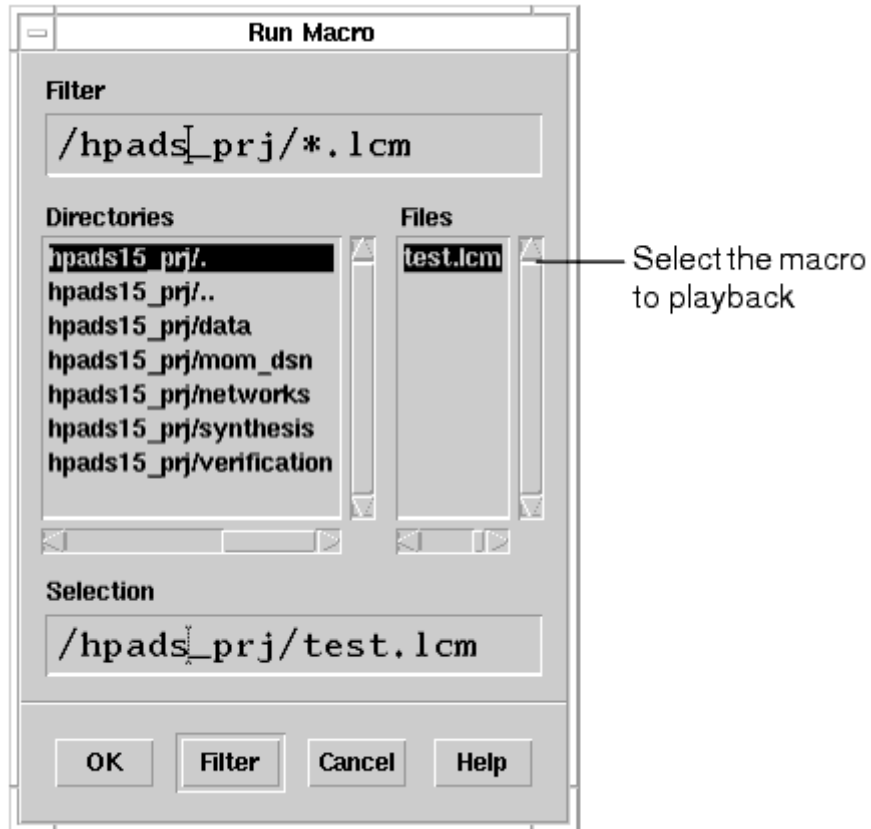 Run Macro
Filter
/hpads_prj/*.lcm
Directories
Files
hpads15_prj/.
test.lcm
hpads15_prj/..
hpads15_prj/data
hpads15_prj/mom_dsn
hpads15_prj/networks
hpads15_prj/synthesis
hpads15_prj/verification
Select the macro
to playback
Selection
/hpads_prj/test.lcm
OK Filter Cancel Help